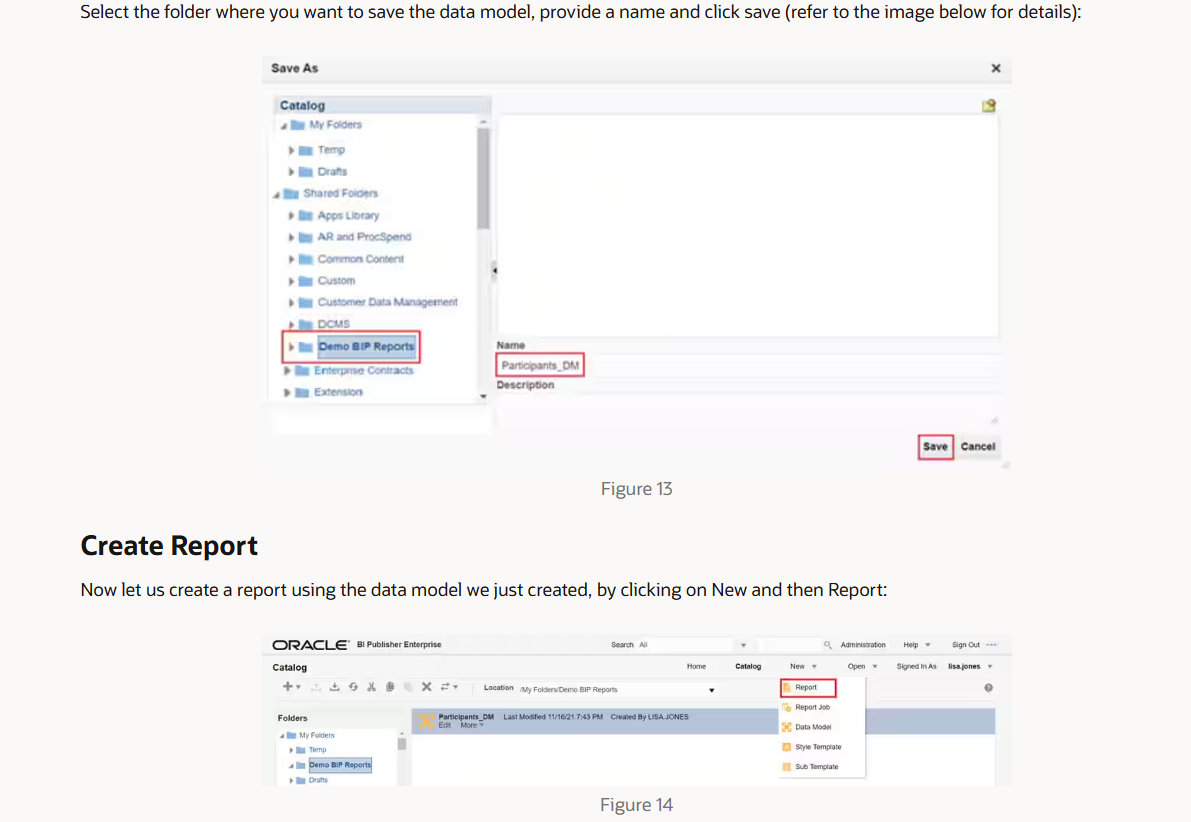 Select the folder where you want to save the data model, provide a name and click save (refer to the image below for details):
Save As
Catalog
My Folders
Temp
Drafts
Shared Folders
Apps Library
AR and ProcSpend
Common Content
Custom
Customer Data Management
DCMS
Demo BIP Reports
Enterprise Contracts
Extension
Name
Participants_DM
Description
Save Cancel
Figure 13
Create Report
Now let us create a report using the data model we just created, by clicking on New and then Report:
ORACLE BI Publisher Enterprise Search All Administration Help Sign Out
Catalog Home Catalog New Open Signed In As lisa.jones
Location /My Folders/Demo BIP Reports
Report
Report Job
Data Model
Style Template
Sub Template
Folders
My Folders
Temp
Demo BIP Reports
Drafts
Participants_DM Last Modified 11/16/21 7:43 PM Created By LISA.JONES
Edit More
Figure 14